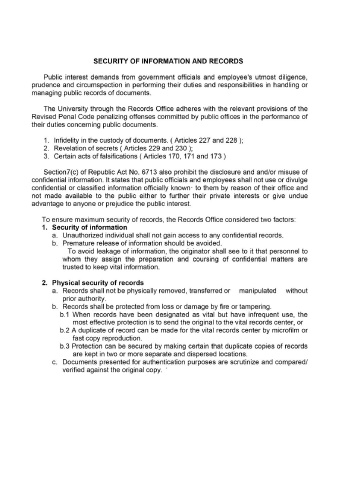 SECURITY OF INFORMATION AND RECORDS
Public interest demands from government officials and employee's utmost diligence,
prudence and circumspection in performing their duties and responsibilities in handling or
managing public records of documents.
The University through the Records Office adheres with the relevant provisions of the
Revised Penal Code penalizing offenses committed by public offices in the performance of
their duties concerning public documents.
1. Infidelity in the custody of documents. ( Articles 227 and 228 );
2. Revelation of secrets ( Articles 229 and 230 );
3. Certain acts of falsifications ( Articles 170, 171 and 173 )
Section7(c) of Republic Act No. 6713 also prohibit the disclosure and and/or misuse of
confidential information. It states that public officials and employees shall not use or divulge
confidential or classified information officially known to them by reason of their office and
not made available to the public either to further their private interests or give undue
advantage to anyone or prejudice the public interest.
To ensure maximum security of records, the Records Office considered two factors:
1. Security of information
a. Unauthorized individual shall not gain access to any confidential records.
b. Premature release of information should be avoided.
To avoid leakage of information, the originator shall see to it that personnel to
whom they assign the preparation and coursing of confidential matters are
trusted to keep vital information.
2. Physical security of records
a. Records shall not be physically removed, transferred or manipulated without
prior authority.
b. Records shall be protected from loss or damage by fire or tampering.
b.1 When records have been designated as vital but have infrequent use, the
most effective protection is to send the original to the vital records center, or
b.2 A duplicate of record can be made for the vital records center by microfilm or
fast copy reproduction.
b.3 Protection can be secured by making certain that duplicate copies of records
are kept in two or more separate and dispersed locations.
c. Documents presented for authentication purposes are scrutinize and compared/
verified against the original copy.